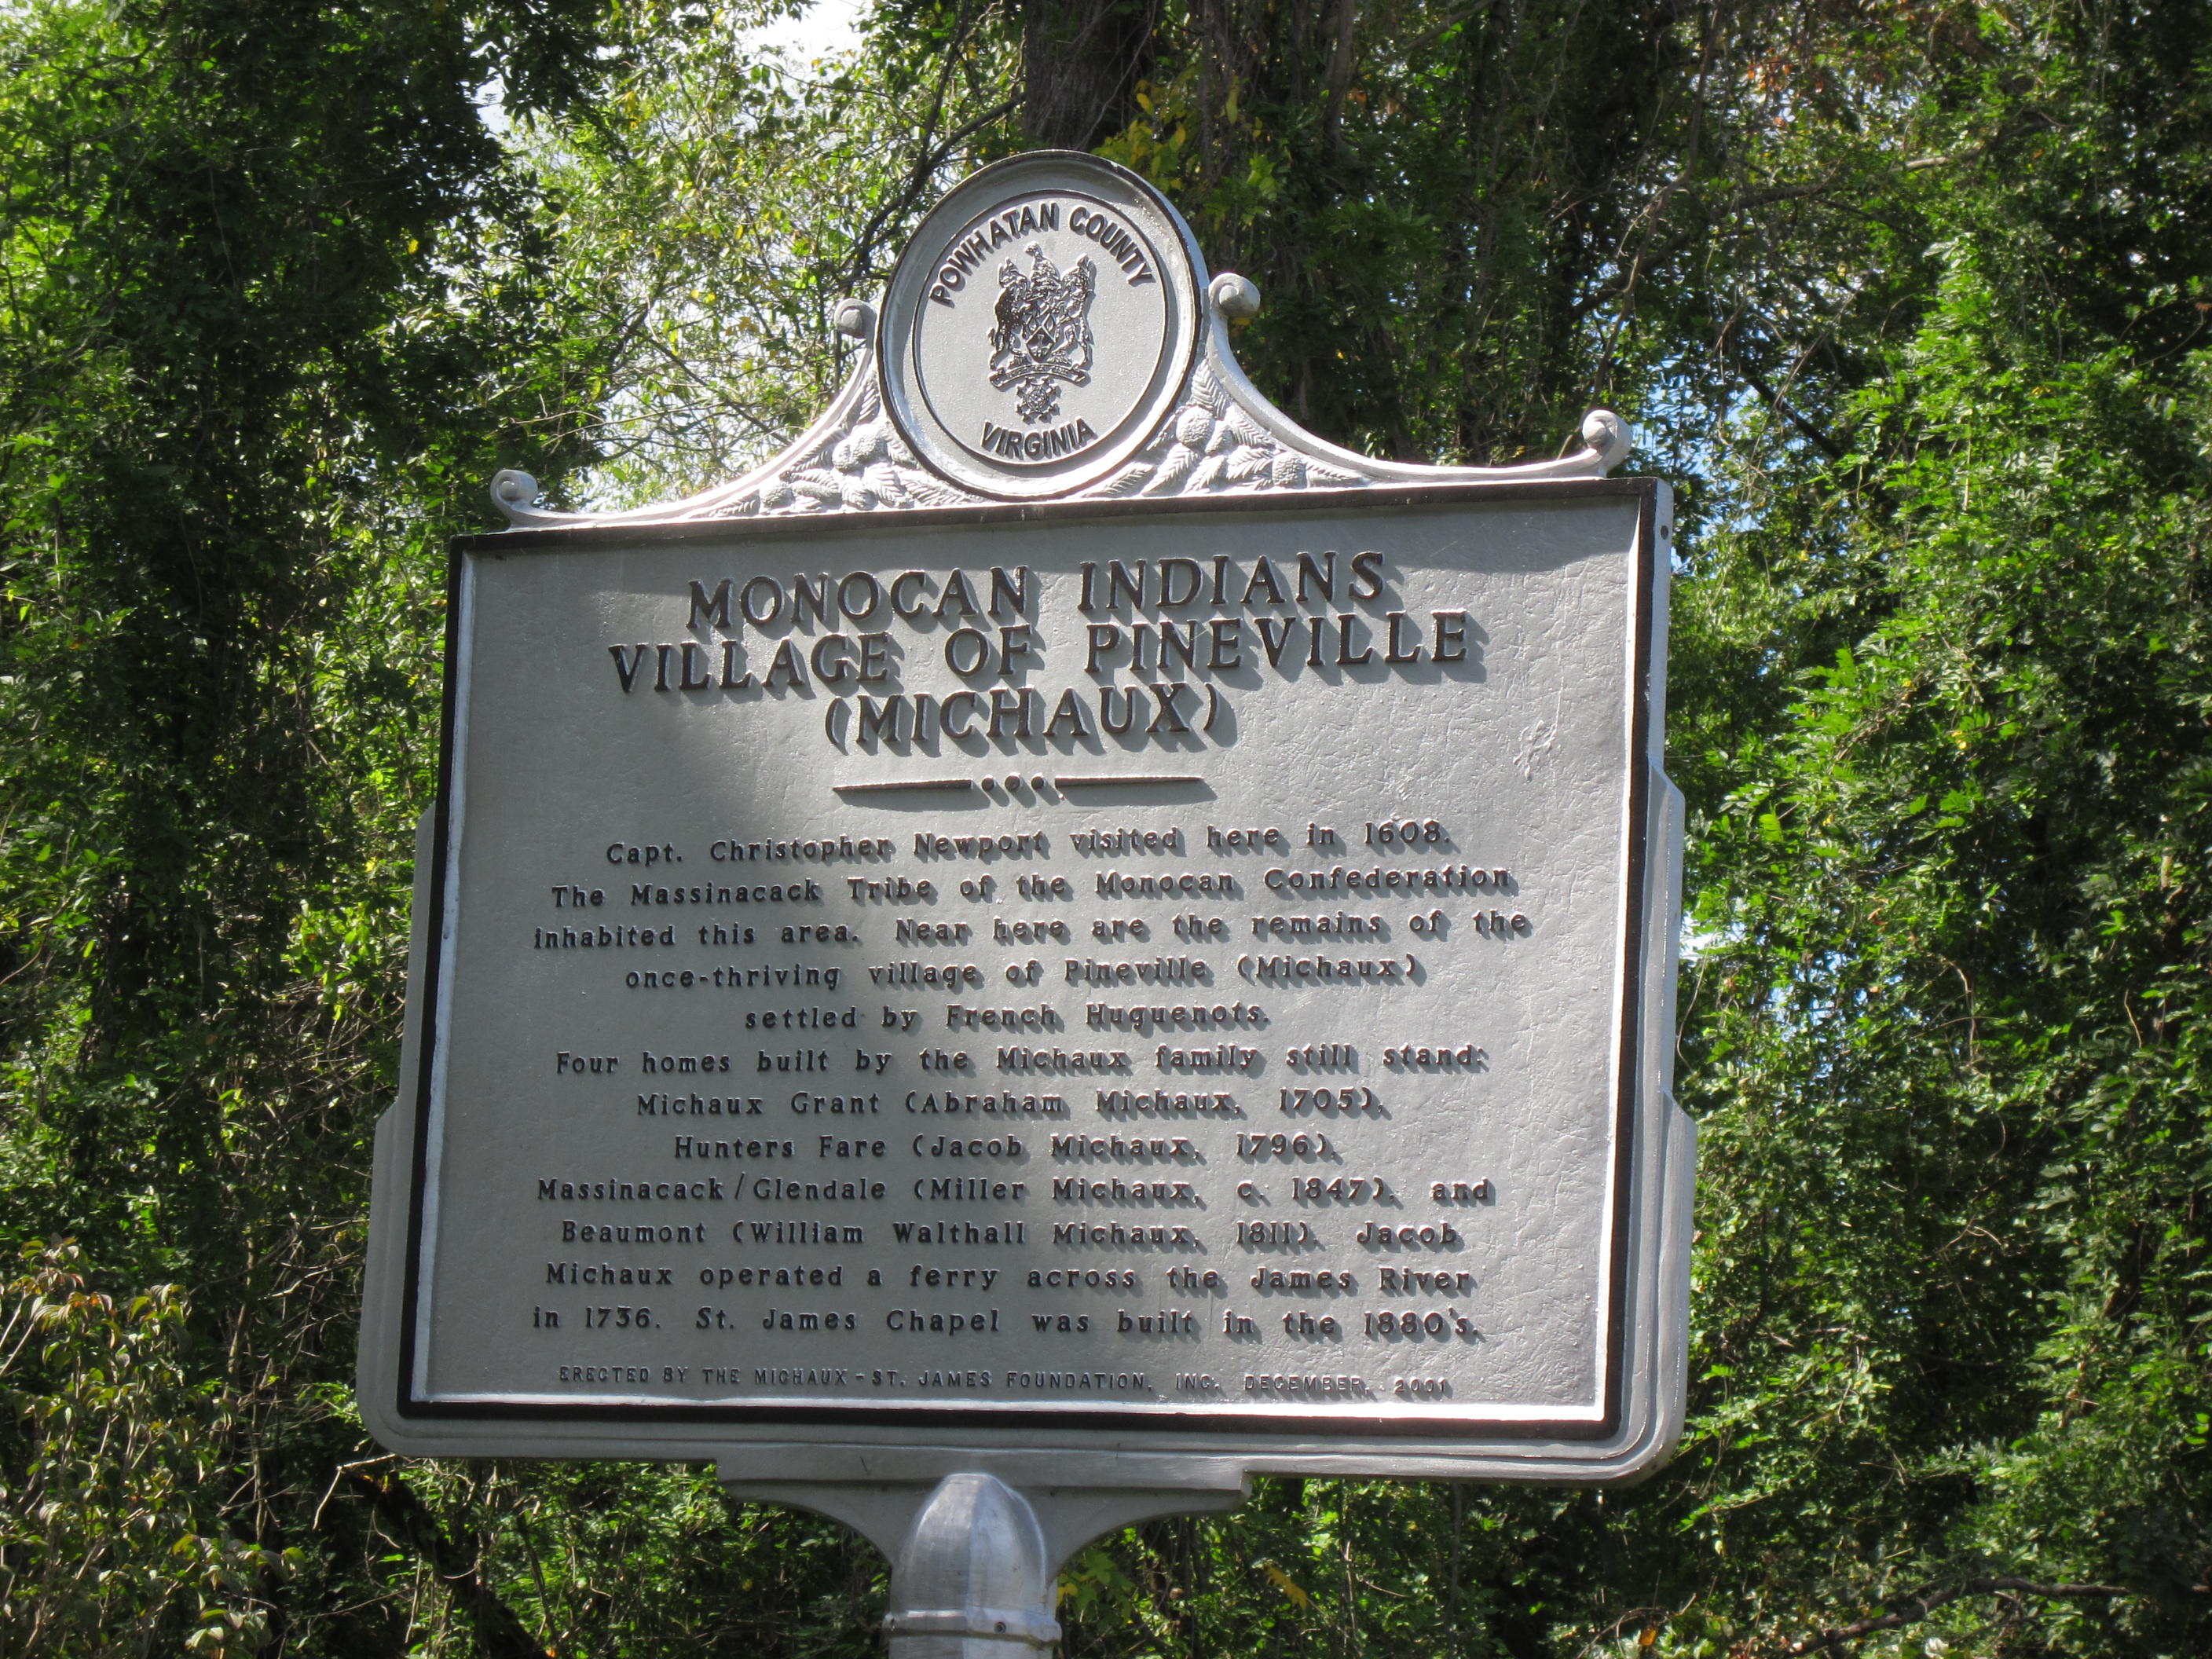 POWHATAN COUNTY
VIRGINIA
MONOCAN INDIANS
VILLAGE OF PINEVILLE
(MICHAUX)
Capt. Christopher Newport visited here in 1608.
The Massinacack Tribe of the Monocan Confederation
inhabited this area. Near here are the remains of the
once-thriving village of Pineville (Michaux)
settled by French Huguenots.
Four homes built by the Michaux family still stand:
Michaux Grant (Abraham Michaux, 1705),
Hunters Fare (Jacob Michaux, 1796),
Massinacack/Glendale (Miller Michaux, c. 1847), and
Beaumont (William Walthall Michaux, 1811). Jacob
Michaux operated a ferry across the James River
in 1736. St. James Chapel was built in the 1880's.
ERECTED BY THE MICHAUX-ST. JAMES FOUNDATION, INC. DECEMBER, 2001